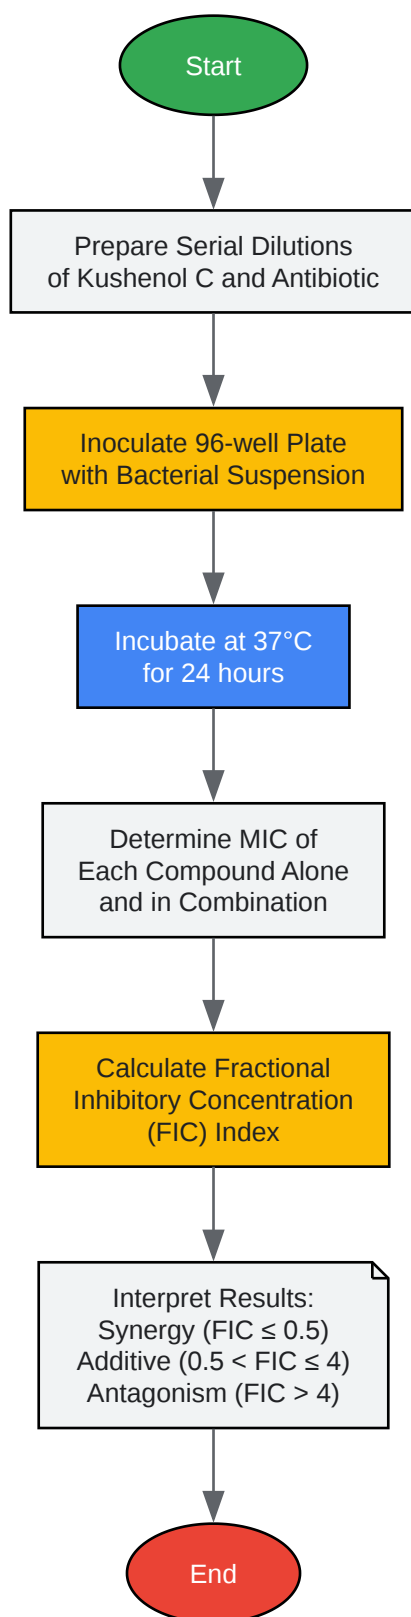 Start
Prepare Serial Dilutions
of Kushenol C and Antibiotic
Inoculate 96-well Plate
with Bacterial Suspension
Incubate at 37°C
for 24 hours
Determine MIC of
Each Compound Alone
and in Combination
Calculate Fractional
Inhibitory Concentration
(FIC) Index
Interpret Results:
Synergy (FIC ≤ 0.5)
Additive (0.5 < FIC ≤ 4)
Antagonism (FIC > 4)
End